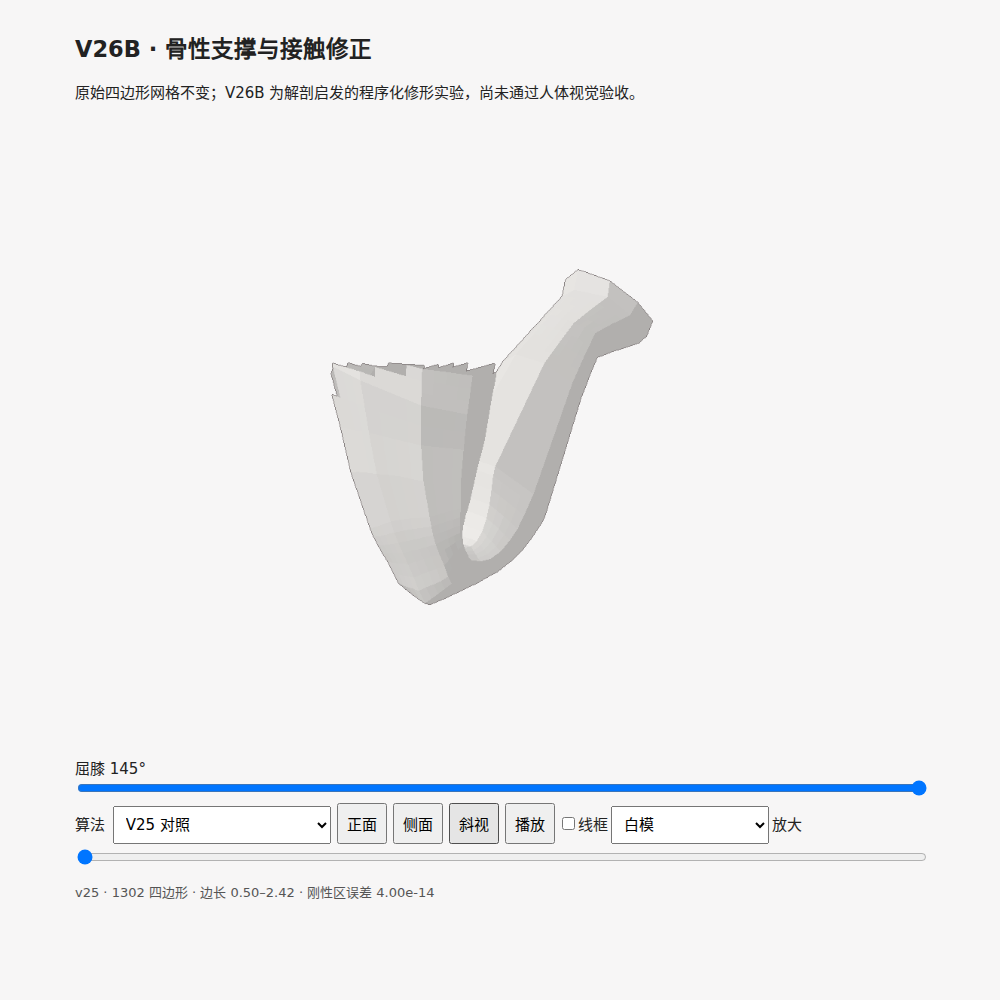 V26B · 骨性支撑与接触修正
原始四边形网格不变；V26B 为解剖启发的程序化修形实验，尚未通过人体视觉验收。
屈膝 145°
算法 V25 对照 正面 侧面 斜视 播放 线框 白模 放大
v25 · 1302 四边形 · 边长 0.50–2.42 · 刚性区误差 4.00e-14